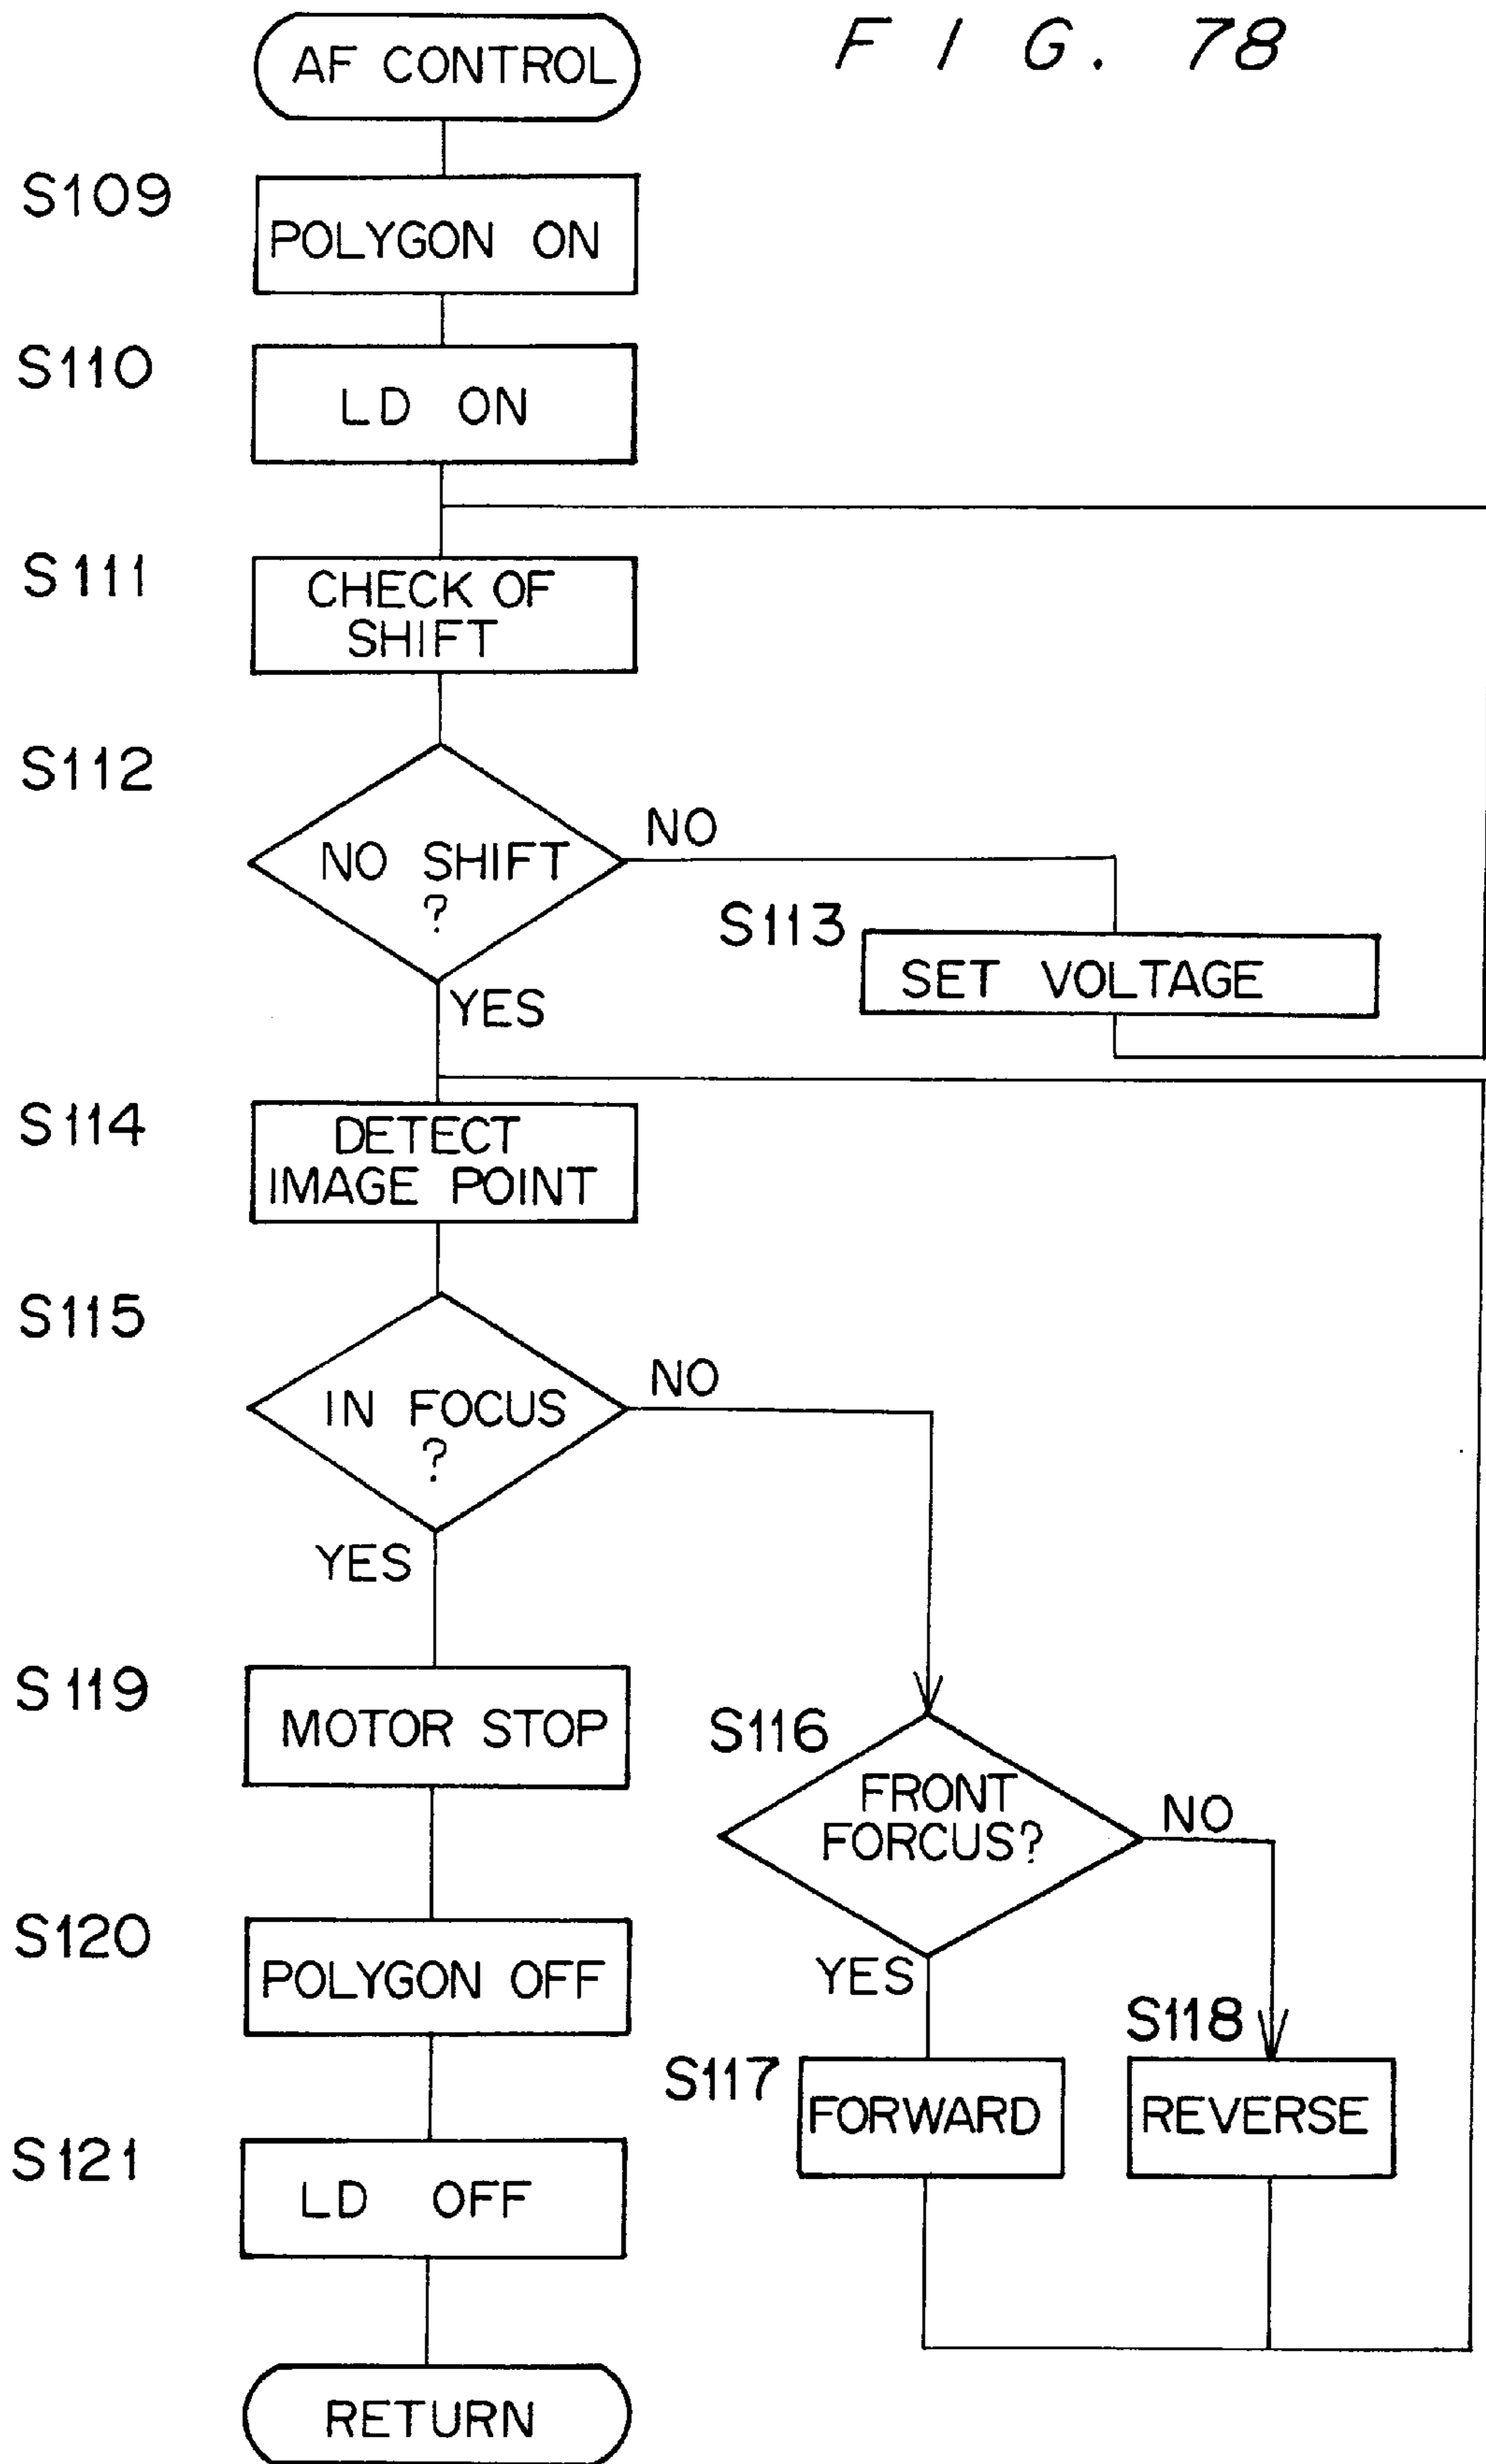 F I G. 78
AF CONTROL
S109
POLYGON ON
S110
LD ON
S111
CHECK OF
SHIFT
S112
NO SHIFT
?
NO
YES
S113
SET VOLTAGE
S114
DETECT
IMAGE POINT
S115
IN FOCUS
?
NO
YES
S116
FRONT
FORCUS?
NO
YES
S117
FORWARD
S118
REVERSE
S119
MOTOR STOP
S120
POLYGON OFF
S121
LD OFF
RETURN